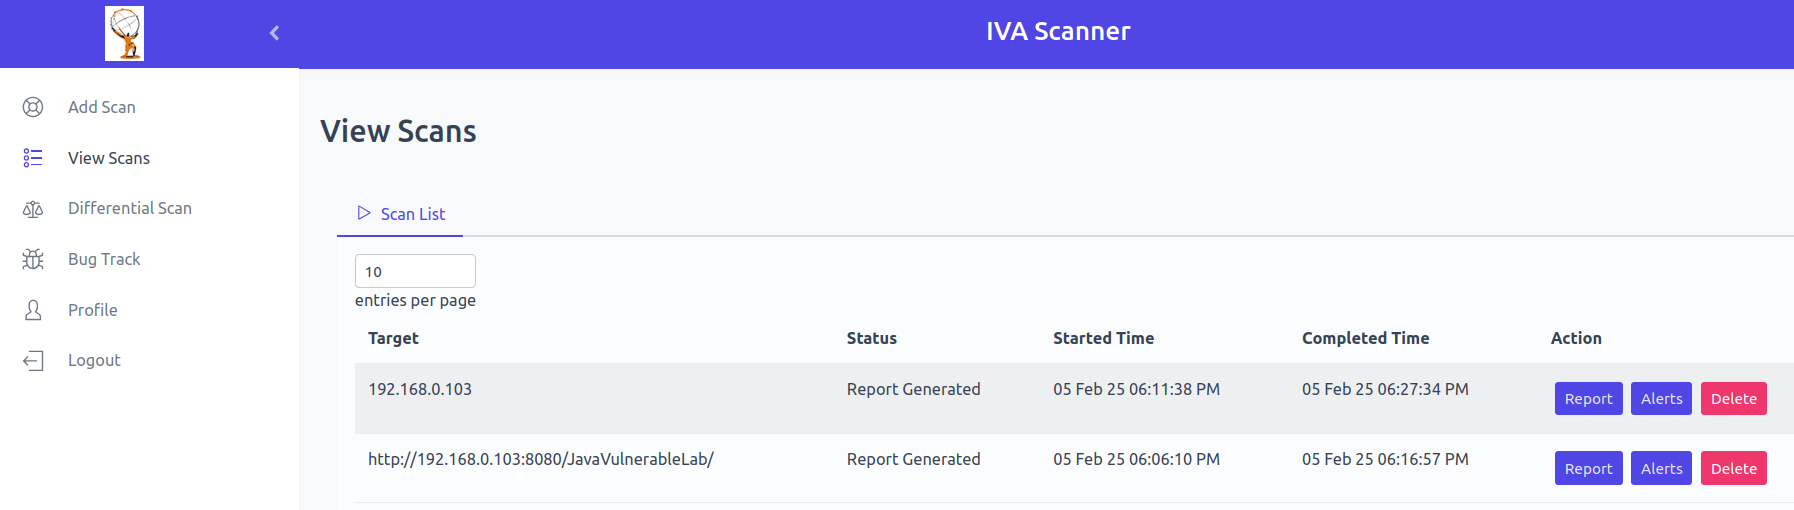 IVA Scanner
Add Scan
View Scans
Differential Scan
Bug Track
Profile
Logout
View Scans
Scan List
10
entries per page
Target Status Started Time Completed Time Action
192.168.0.103 Report Generated 05 Feb 25 06:11:38 PM 05 Feb 25 06:27:34 PM Report Alerts Delete
http://192.168.0.103:8080/JavaVulnerableLab/ Report Generated 05 Feb 25 06:06:10 PM 05 Feb 25 06:16:57 PM Report Alerts Delete